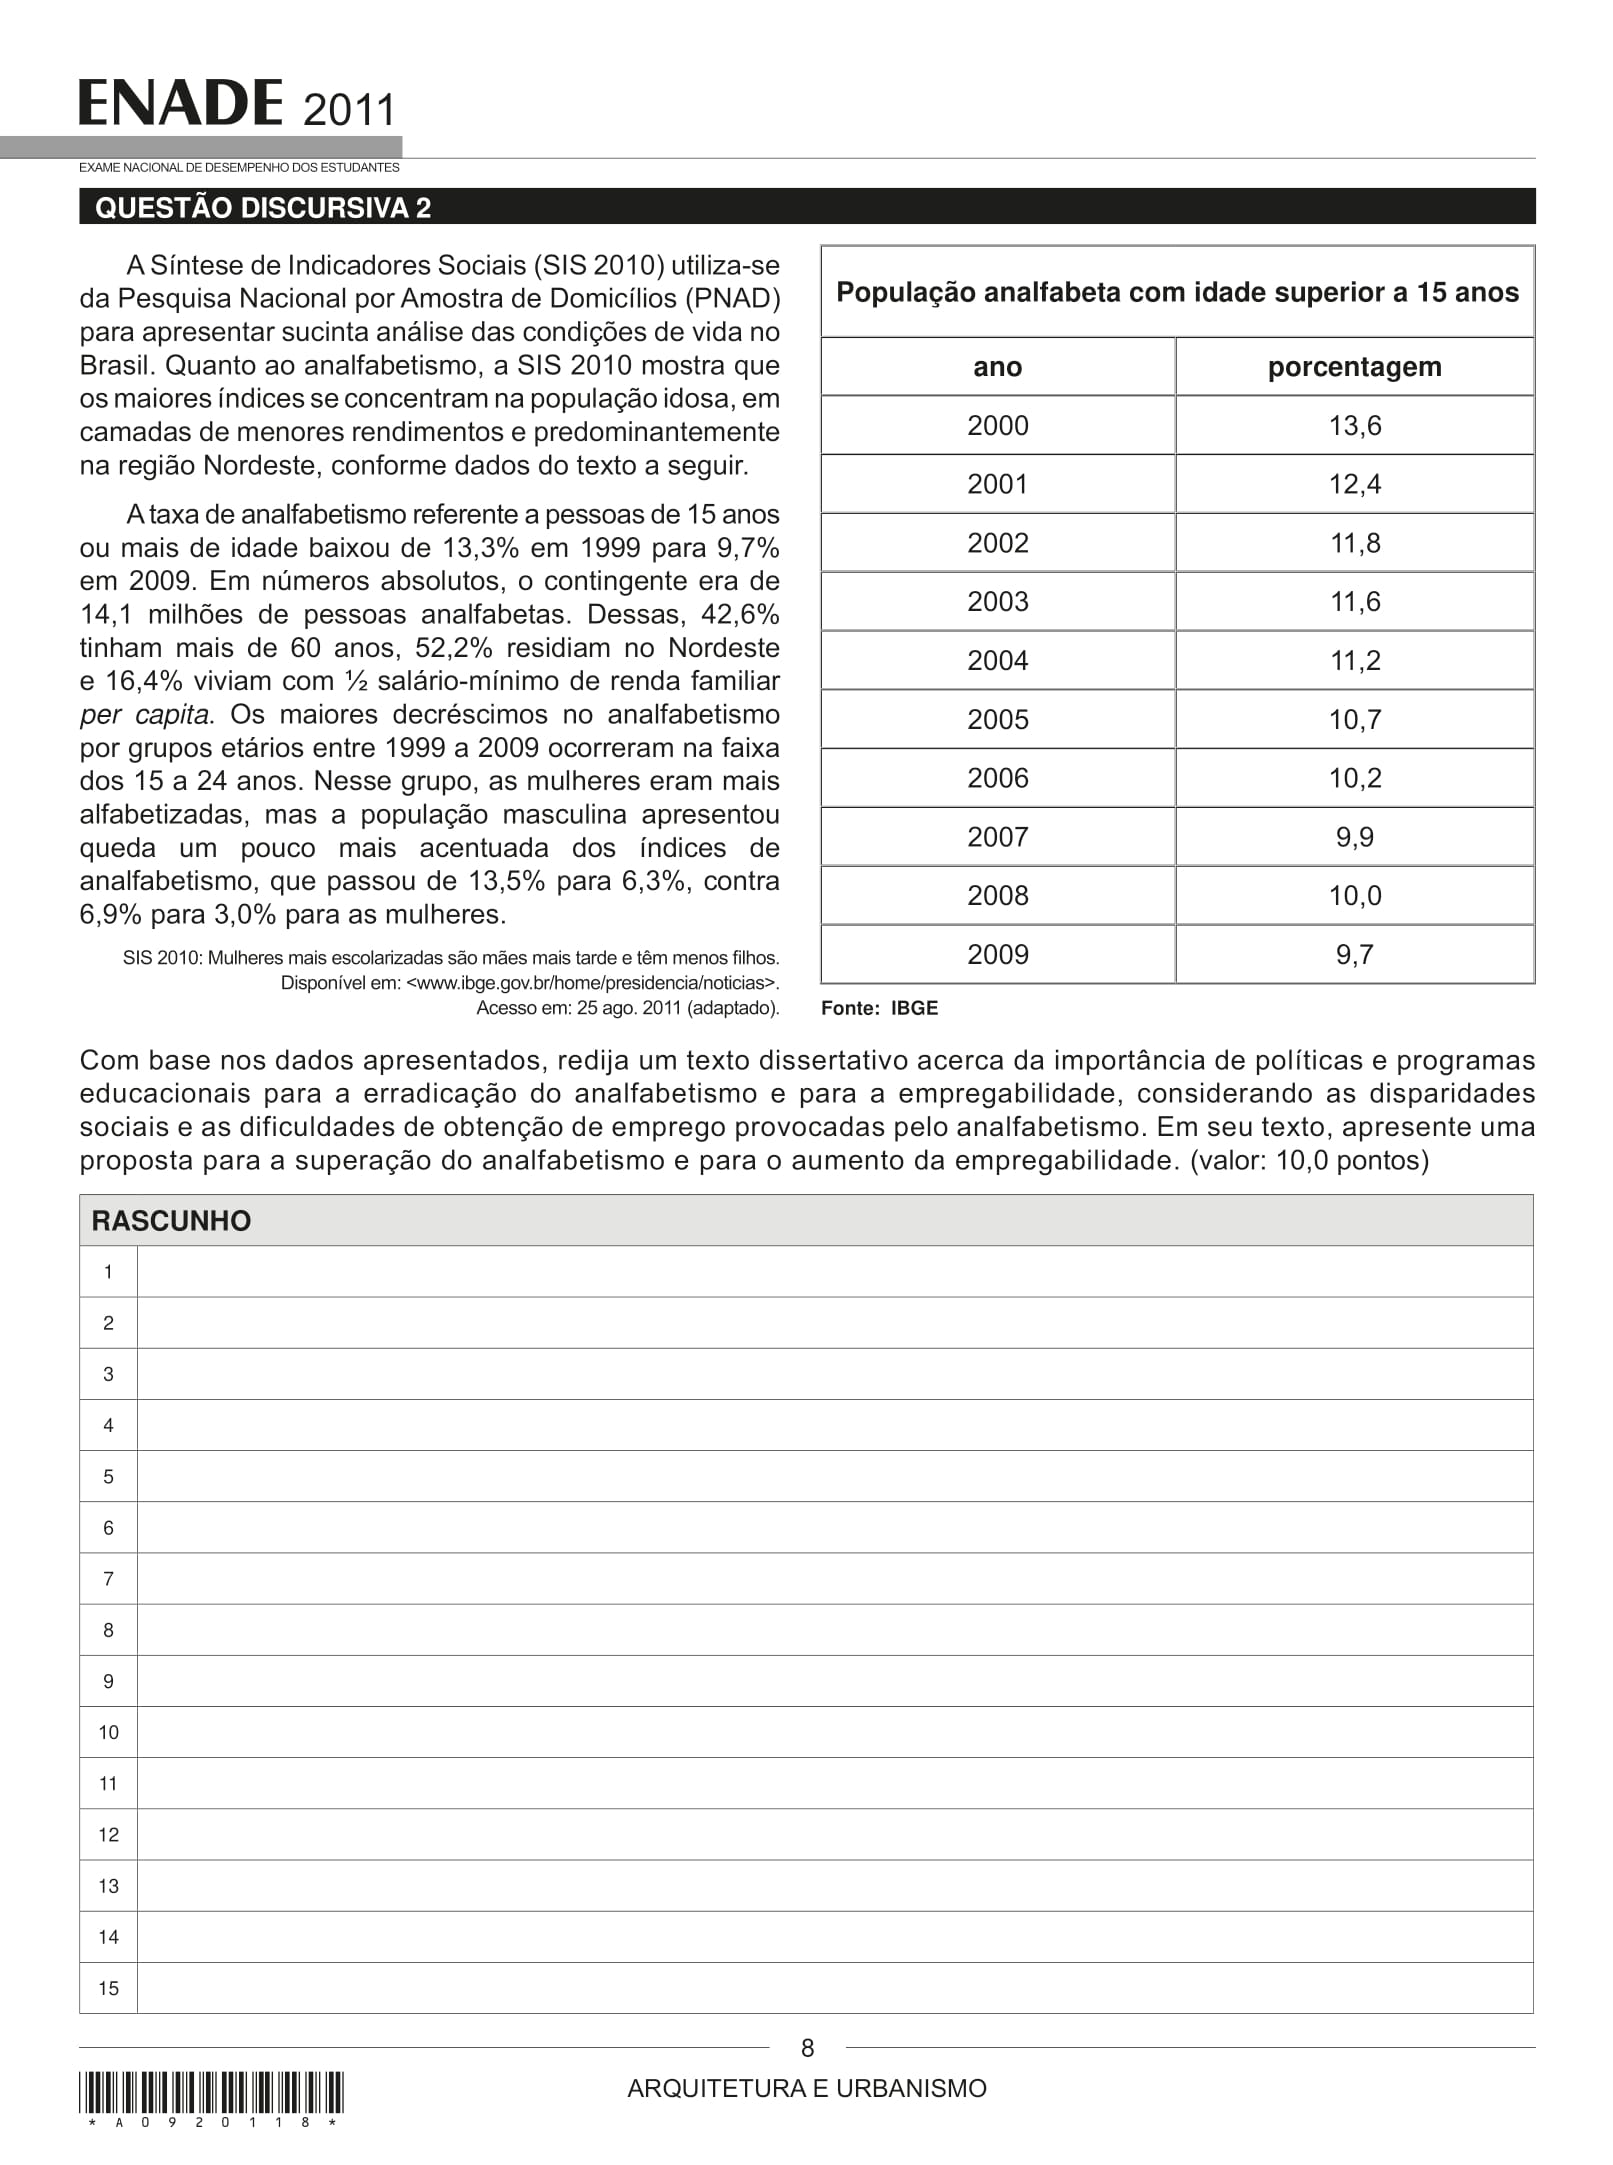 ENADE 2011
EXAME NACIONAL DE DESEMPENHO DOS ESTUDANTES
QUESTÃO DISCURSIVA 2
A Síntese de Indicadores Sociais (SIS 2010) utiliza-se
da Pesquisa Nacional por Amostra de Domicílios (PNAD)
para apresentar sucinta análise das condições de vida no
Brasil. Quanto ao analfabetismo, a SIS 2010 mostra que
os maiores índices se concentram na população idosa, em
camadas de menores rendimentos e predominantemente
na região Nordeste, conforme dados do texto a seguir.
A taxa de analfabetismo referente a pessoas de 15 anos
ou mais de idade baixou de 13,3% em 1999 para 9,7%
em 2009. Em números absolutos, o contingente era de
14,1 milhões de pessoas analfabetas. Dessas, 42,6%
tinham mais de 60 anos, 52,2% residiam no Nordeste
e 16,4% viviam com ½ salário-mínimo de renda familiar
per capita. Os maiores decréscimos no analfabetismo
por grupos etários entre 1999 a 2009 ocorreram na faixa
dos 15 a 24 anos. Nesse grupo, as mulheres eram mais
alfabetizadas, mas a população masculina apresentou
queda um pouco mais acentuada dos índices de
analfabetismo, que passou de 13,5% para 6,3%, contra
6,9% para 3,0% para as mulheres.
SIS 2010: Mulheres mais escolarizadas são mães mais tarde e têm menos filhos.
Disponível em: <www.ibge.gov.br/home/presidencia/noticias>.
Acesso em: 25 ago. 2011 (adaptado).
População analfabeta com idade superior a 15 anos
ano porcentagem
2000 13,6
2001 12,4
2002 11,8
2003 11,6
2004 11,2
2005 10,7
2006 10,2
2007 9,9
2008 10,0
2009 9,7
Fonte: IBGE
Com base nos dados apresentados, redija um texto dissertativo acerca da importância de políticas e programas
educacionais para a erradicação do analfabetismo e para a empregabilidade, considerando as disparidades
sociais e as dificuldades de obtenção de emprego provocadas pelo analfabetismo. Em seu texto, apresente uma
proposta para a superação do analfabetismo e para o aumento da empregabilidade. (valor: 10,0 pontos)
RASCUNHO
1
2
3
4
5
6
7
8
9
10
11
12
13
14
15
8
ARQUITETURA E URBANISMO
* A 0 9 2 0 1 1 8 *